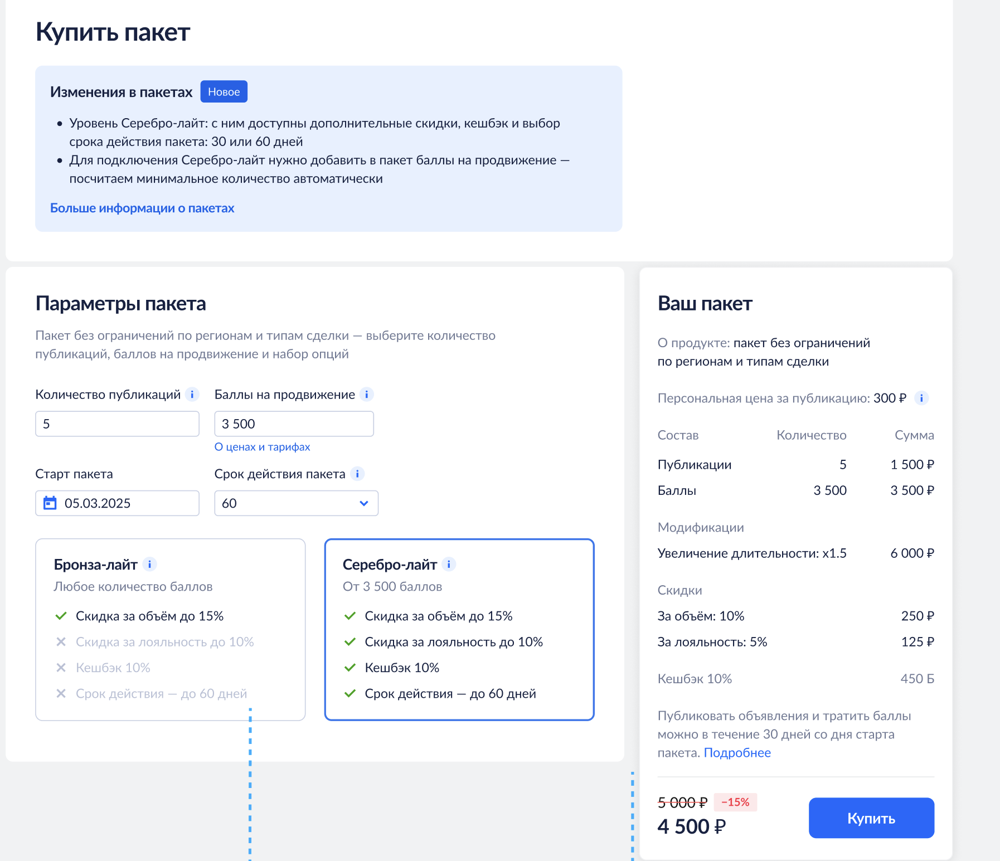 Купить пакет
Изменения в пакетах Новое
• Уровень Серебро-лайт: с ним доступны дополнительные скидки, кешбэк и выбор
срока действия пакета: 30 или 60 дней
• Для подключения Серебро-лайт нужно добавить в пакет баллы на продвижение —
посчитаем минимальное количество автоматически
Больше информации о пакетах
Параметры пакета
Пакет без ограничений по регионам и типам сделки — выберите количество
публикаций, баллов на продвижение и набор опций
Количество публикаций i Баллы на продвижение i
5 3 500
О ценах и тарифах
Старт пакета Срок действия пакета i
05.03.2025 60
Бронза-лайт i
Любое количество баллов
Скидка за объём до 15%
Скидка за лояльность до 10%
Кешбэк 10%
Срок действия — до 60 дней
Серебро-лайт i
От 3 500 баллов
Скидка за объём до 15%
Скидка за лояльность до 10%
Кешбэк 10%
Срок действия — до 60 дней
Ваш пакет
О продукте: пакет без ограничений
по регионам и типам сделки
Персональная цена за публикацию: 300 ₽ i
Состав Количество Сумма
Публикации 5 1 500 ₽
Баллы 3 500 3 500 ₽
Модификации
Увеличение длительности: x1.5 6 000 ₽
Скидки
За объём: 10% 250 ₽
За лояльность: 5% 125 ₽
Кешбэк 10% 450 Б
Публиковать объявления и тратить баллы
можно в течение 30 дней со дня старта
пакета. Подробнее
5 000 ₽ −15%
4 500 ₽
Купить